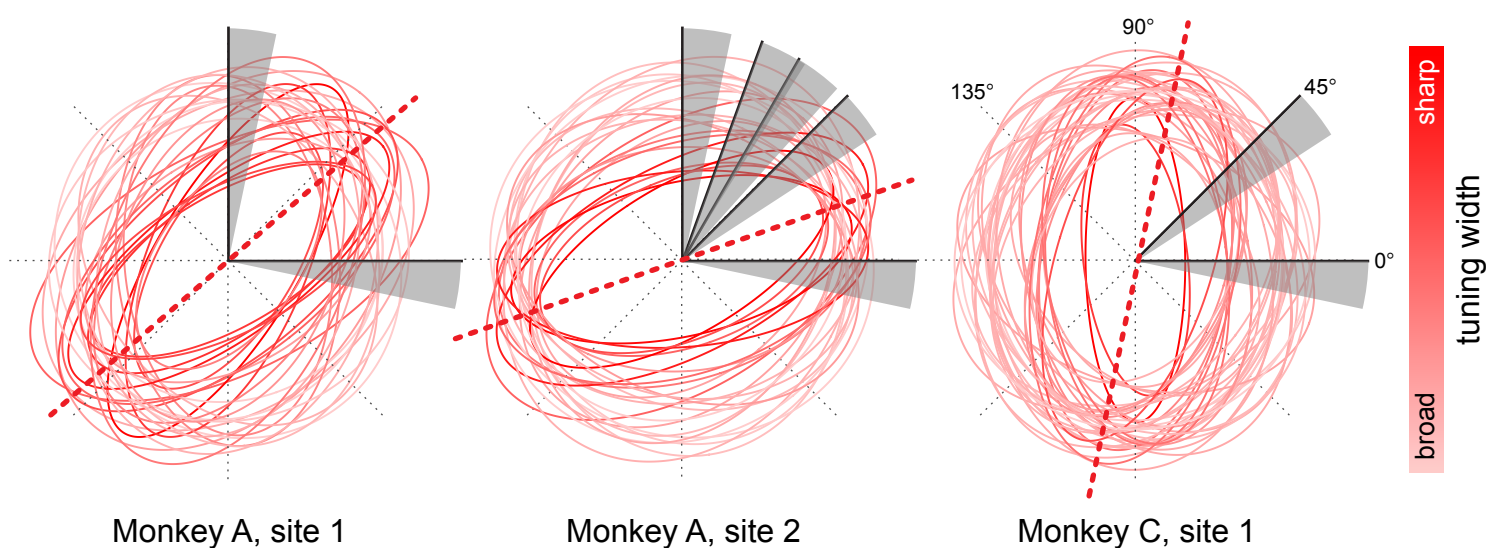 90°
135°
45°
0°
sharp
broad
tuning width
Monkey A, site 1
Monkey A, site 2
Monkey C, site 1